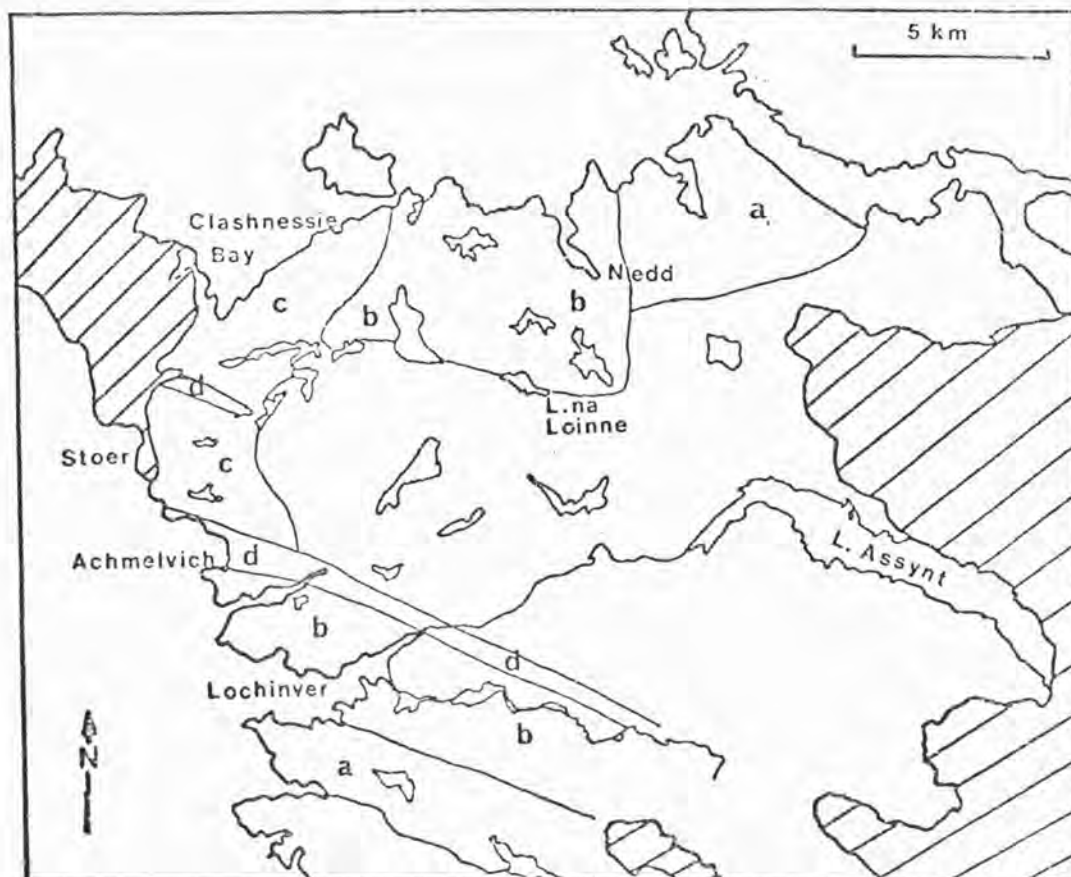 5 km
a
Clashnessie
Bay
Nedd
c
b
b
d
L.na
Loinne
Stoer
c
L. Assynt
Achmelvich
d
b
d
Lochinver
b
N
a